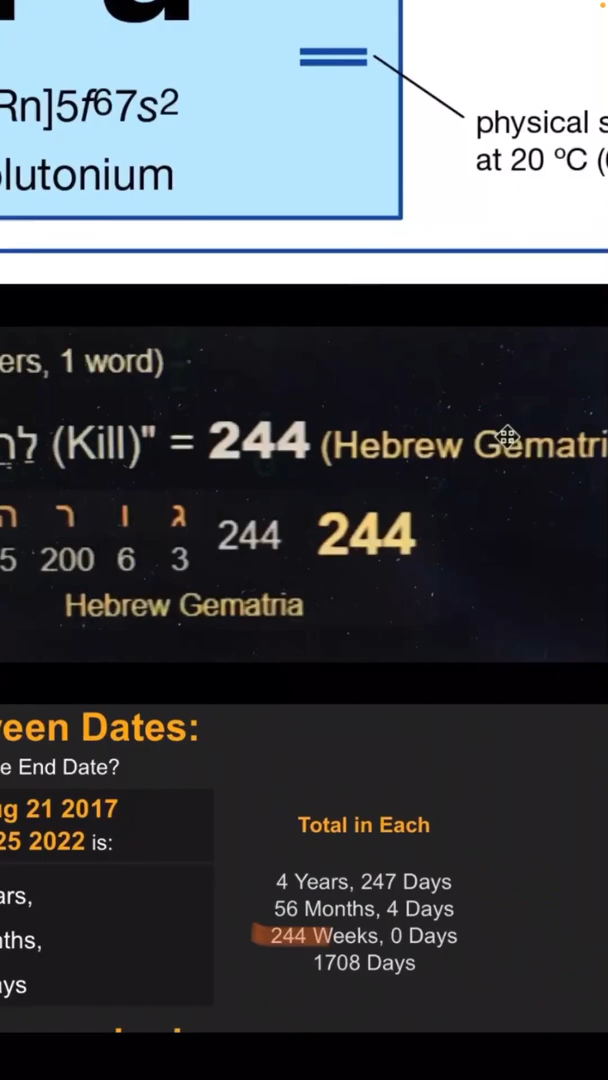 Rn]5f⁶7s²
lutonium
physical s
at 20 ºC (
ers, 1 word)
לה (Kill)" = 244 (Hebrew Gematri
ה ר ו ג
5 200 6 3 244 244
Hebrew Gematria
een Dates:
e End Date?
g 21 2017
25 2022 is:
ars,
ths,
ys
Total in Each
4 Years, 247 Days
56 Months, 4 Days
244 Weeks, 0 Days
1708 Days